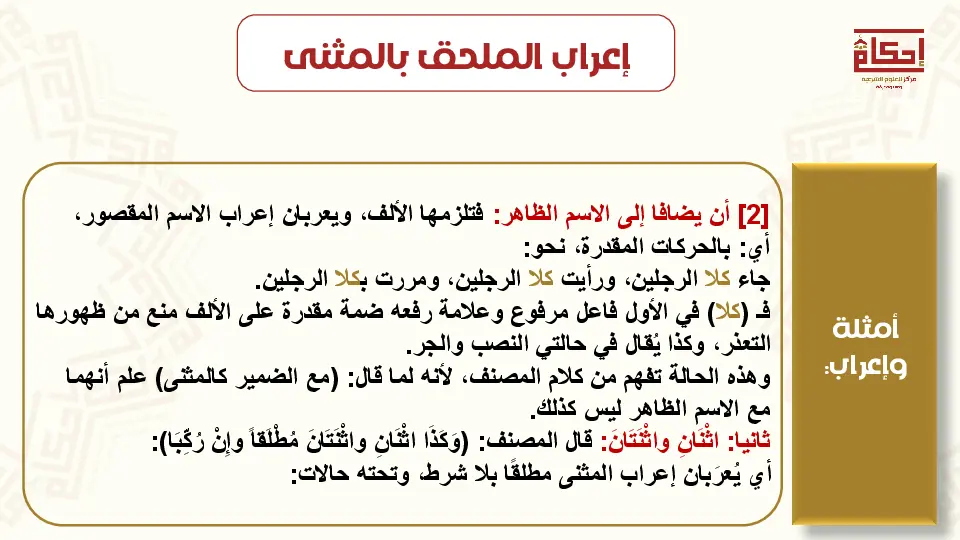 إعراب الملحق بالمثنى
إحكام
مركز للعلوم الشرعية
[2] أن يضافا إلى الاسم الظاهر: فتلزمها الألف، ويعربان إعراب الاسم المقصور،
أي: بالحركات المقدرة، نحو:
جاء كلا الرجلين، ورأيت كلا الرجلين، ومررت بكلا الرجلين.
فـ (كلا) في الأول فاعل مرفوع وعلامة رفعه ضمة مقدرة على الألف منع من ظهورها
التعذر، وكذا يُقال في حالتي النصب والجر.
وهذه الحالة تفهم من كلام المصنف، لأنه لما قال: (مع الضمير كالمثنى) علم أنهما
مع الاسم الظاهر ليس كذلك.
ثانيا: اثْنَانِ واثْنَتَانَ: قال المصنف: (وَكَذَا اثْنَانِ واثْنَتَانَ مُطْلَقاً وإِنْ رُكِّبَا):
أي يُعرَبان إعراب المثنى مطلقًا بلا شرط، وتحته حالات:
أمثلة
وإعراب: